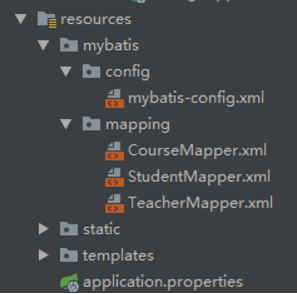 resources
mybatis
config
mybatis-config.xml
mapping
CourseMapper.xml
StudentMapper.xml
TeacherMapper.xml
static
templates
application.properties